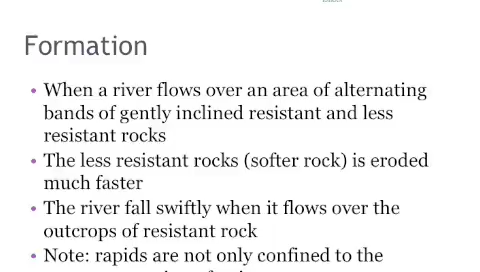 Formation
• When a river flows over an area of alternating
bands of gently inclined resistant and less
resistant rocks
• The less resistant rocks (softer rock) is eroded
much faster
• The river fall swiftly when it flows over the
outcrops of resistant rock
• Note: rapids are not only confined to the